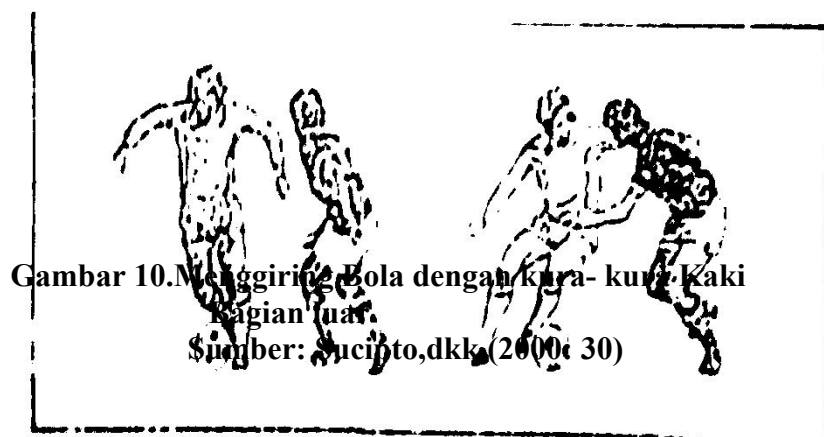 Gambar 10.Menggiring Bola dengan kura- kura Kaki
Bagian luar.
Sumber: Sucipto,dkk.(2000: 30)